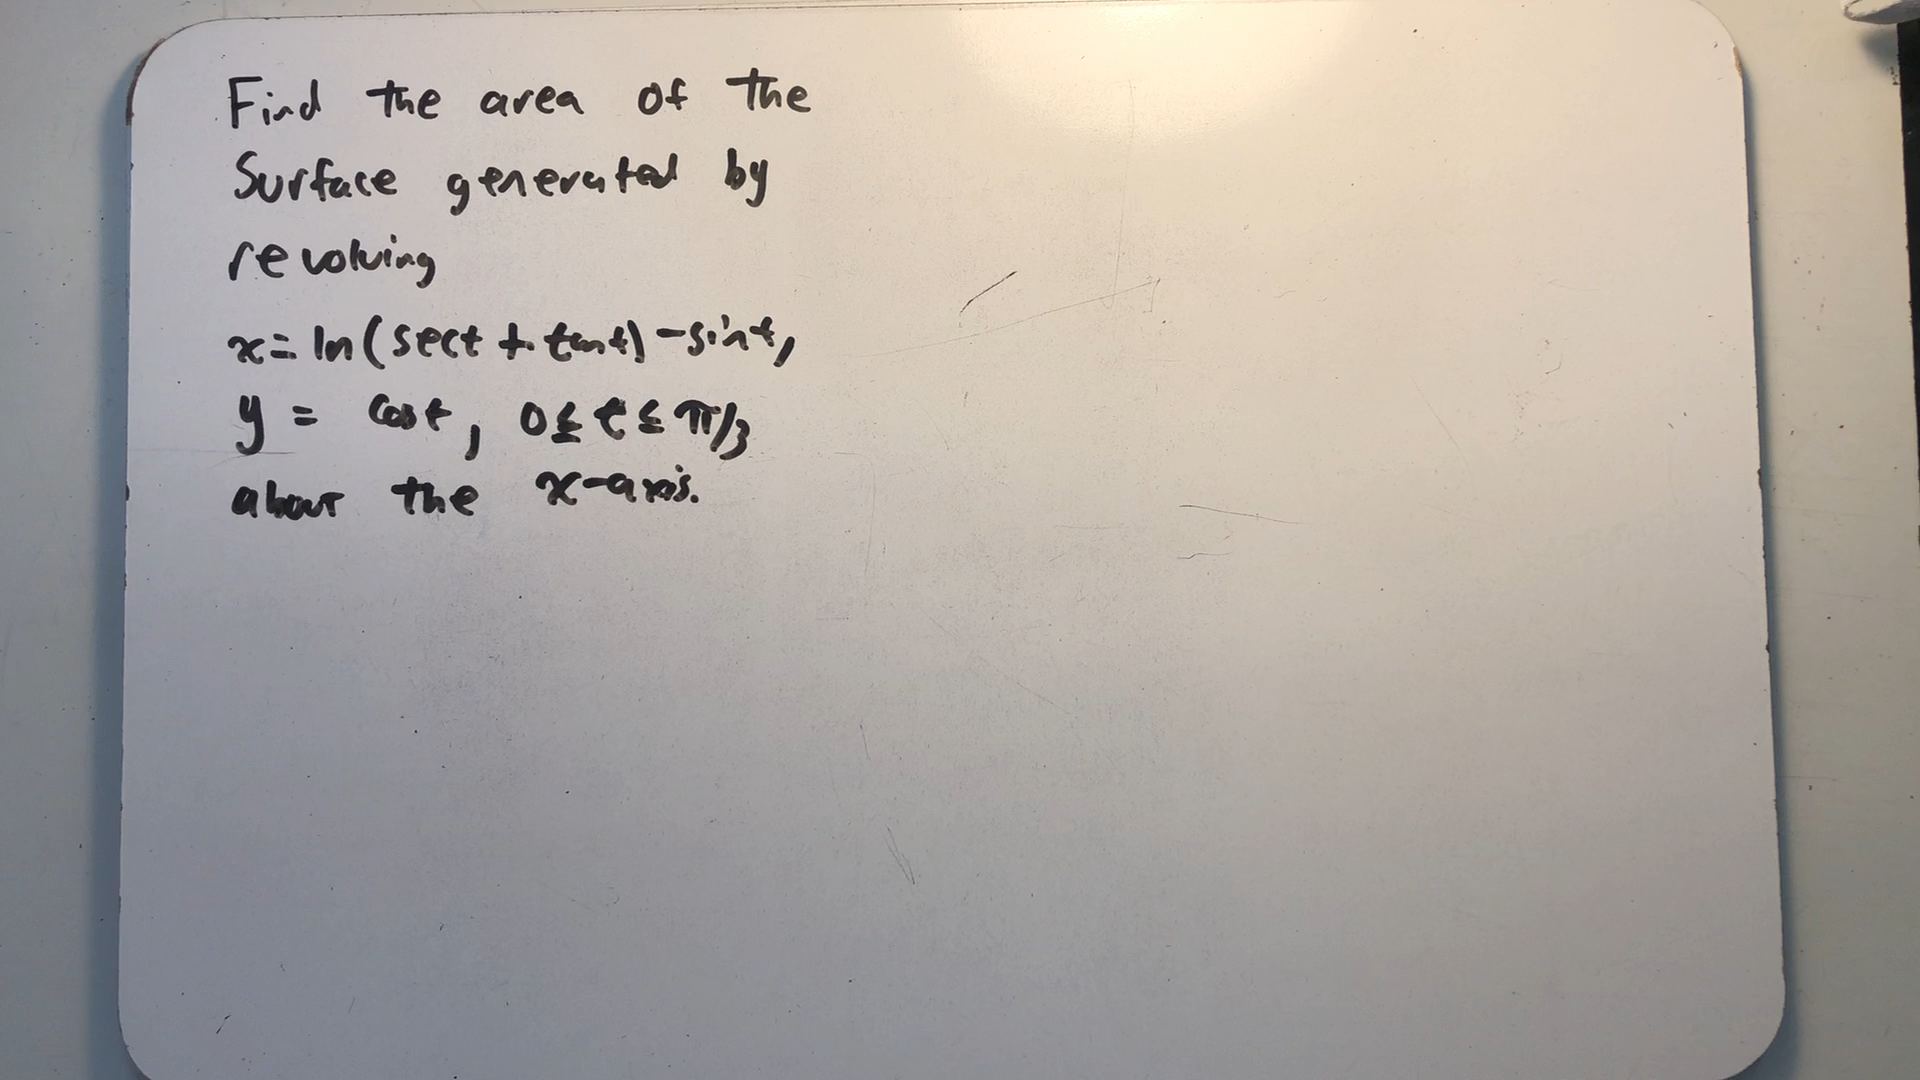 Find the area of the
Surface generated by
revolving
x = ln(sect + tant) - sint,
y = cost, 0 ≤ t ≤ π/3
about the x-axis.